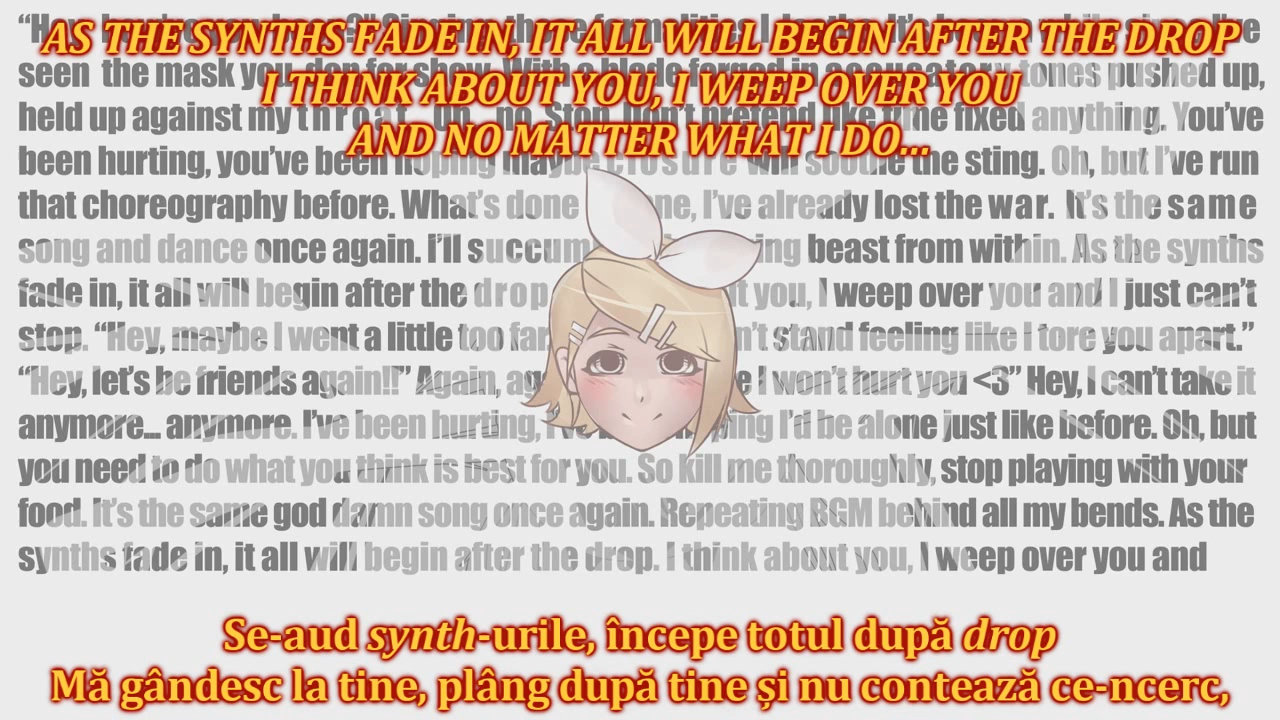 AS THE SYNTHS FADE IN, IT ALL WILL BEGIN AFTER THE DROP
I THINK ABOUT YOU, I WEEP OVER YOU
AND NO MATTER WHAT I DO...
seen the mask you don for show. With a blade forged in tones pushed up,
held up against my throat. Stop, don't pretend like the fixed anything. You've
been hurting, you've been hoping maybe closure will soothe the sting. Oh, but I've run
that choreography before. What's done I've already lost the war. It's the same
song and dance once again. I'll beast from within. As the synths
fade in, it all will begin after the drop you, I weep over you and I just can't
stop. "Hey, maybe I went a little too far stand feeling like I tore you apart."
"Hey, let's be friends again!!" Again, I won't hurt you <3" Hey, I can't take it
anymore... anymore. I've been hurting, I'd be alone just like before. Oh, but
you need to do what you think is best for you. So kill me thoroughly, stop playing with your
food. It's the same god damn song once again. Repeating BGM behind all my bends. As the
synths fade in, it all will begin after the drop. I think about you, I weep over you and
Se-aud synth-urile, începe totul după drop
Mă gândesc la tine, plâng după tine și nu contează ce-ncerc,